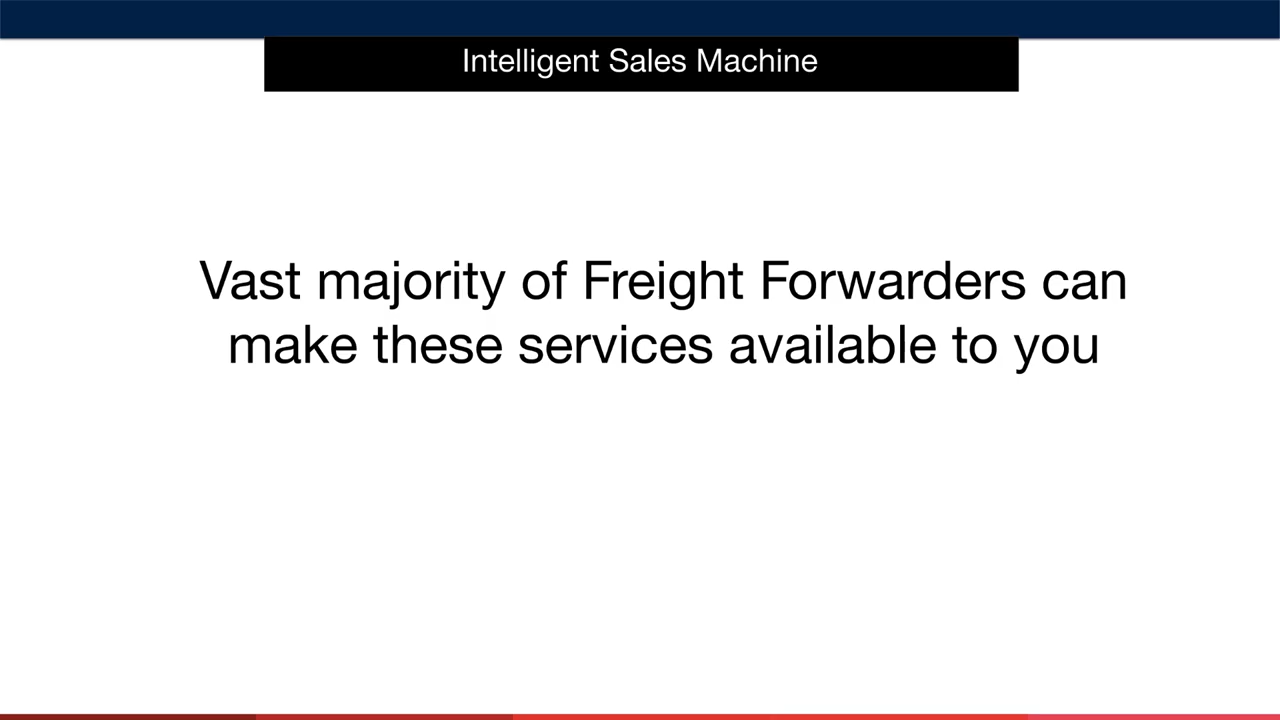 Intelligent Sales Machine
Vast majority of Freight Forwarders can
make these services available to you